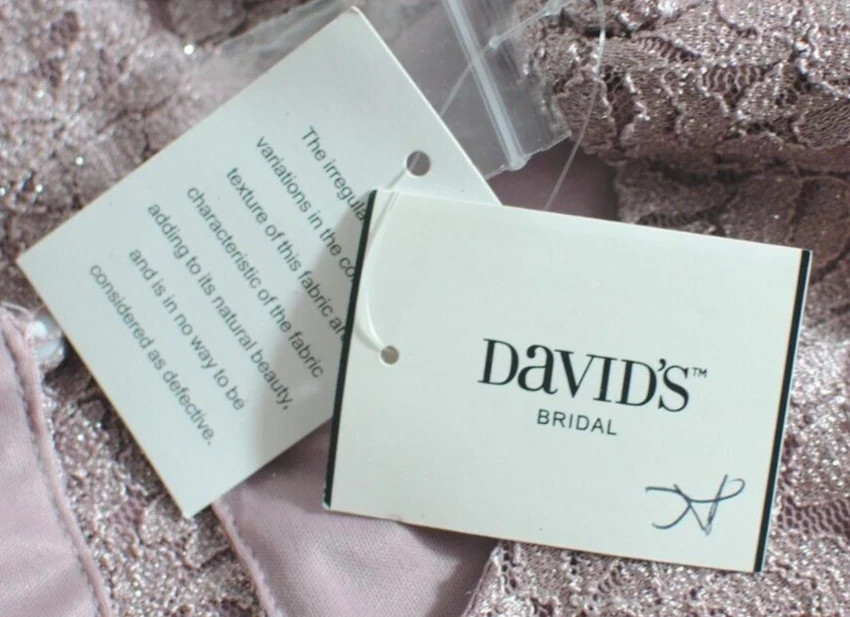 The irregular
variations in the
texture of this fabric
characteristic of the fabric
adding to its natural beauty,
and is in no way to be
considered as defective.
DaVID'S™
BRIDAL